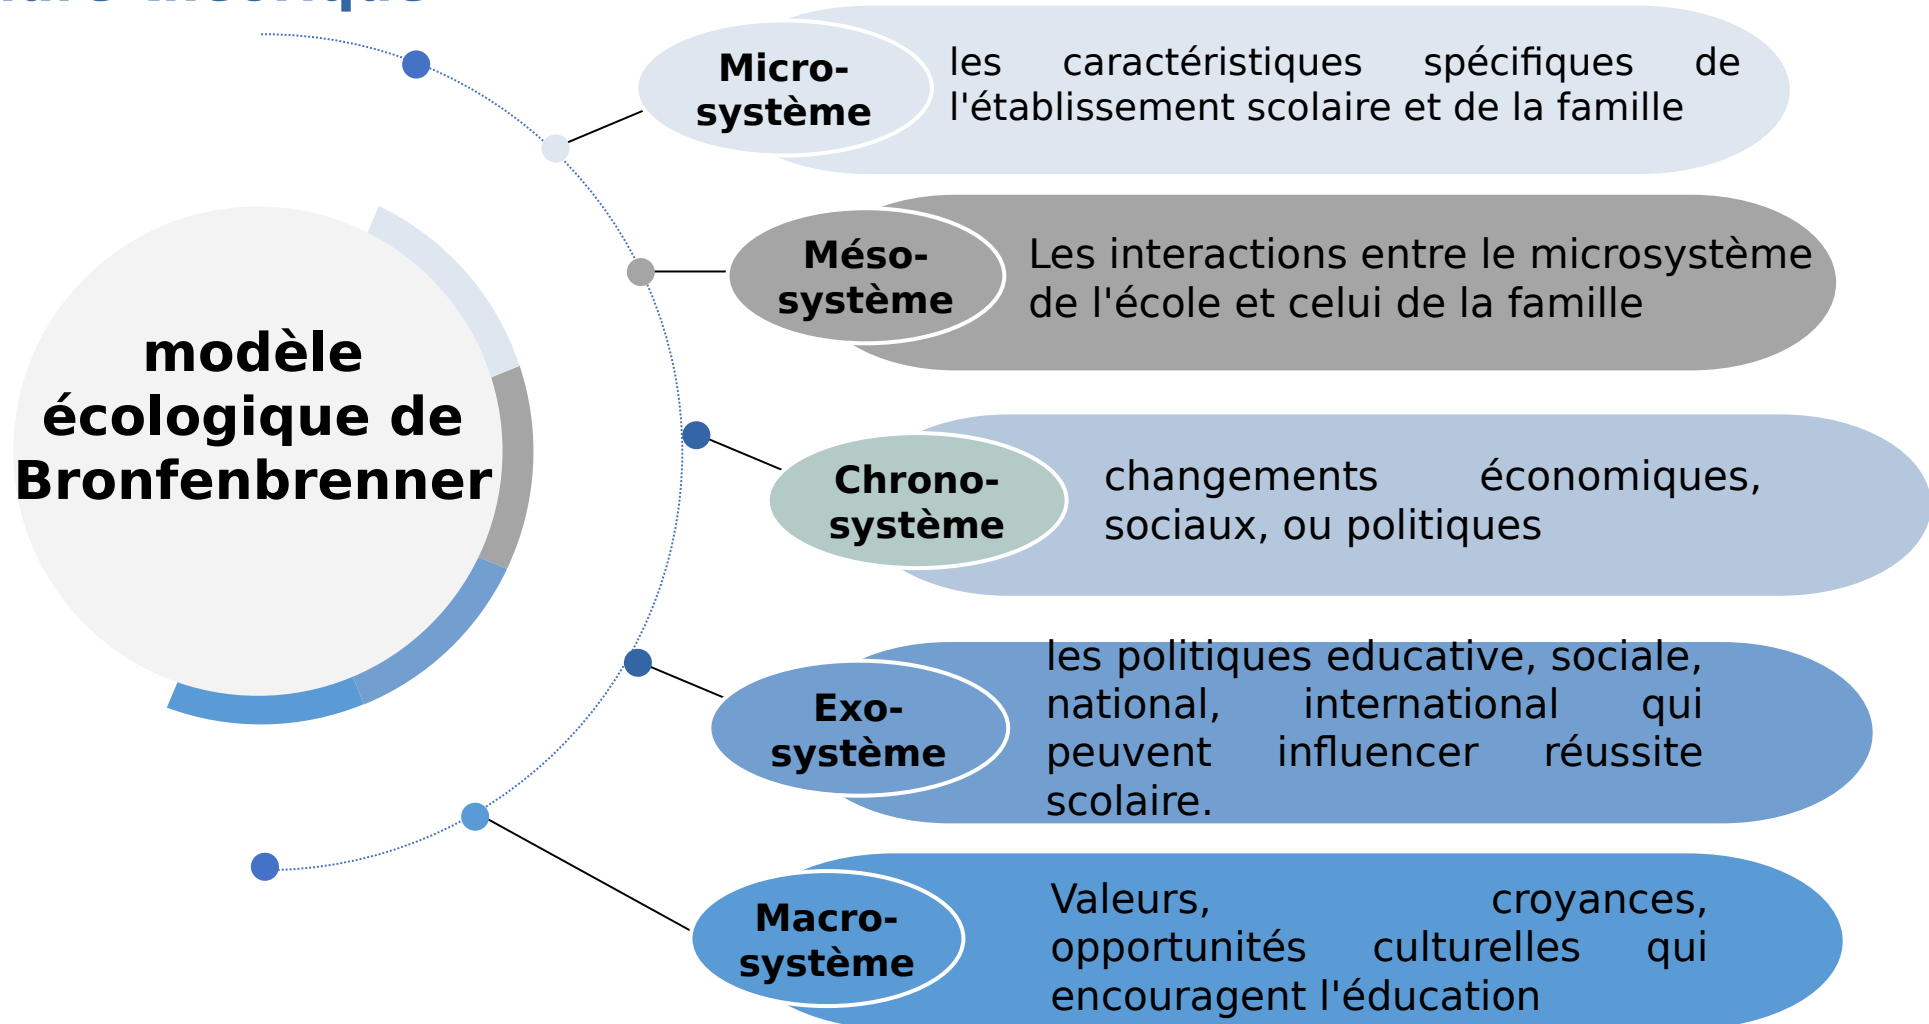 théorique
modèle
écologique de
Bronfenbrenner
Micro-
système
les caractéristiques spécifiques de
l'établissement scolaire et de la famille
Méso-
système
Les interactions entre le microsystème
de l'école et celui de la famille
Chrono-
système
changements économiques,
sociaux, ou politiques
Exo-
système
les politiques educative, sociale,
national, international qui
peuvent influencer réussite
scolaire.
Macro-
système
Valeurs, croyances,
opportunités culturelles qui
encouragent l'éducation